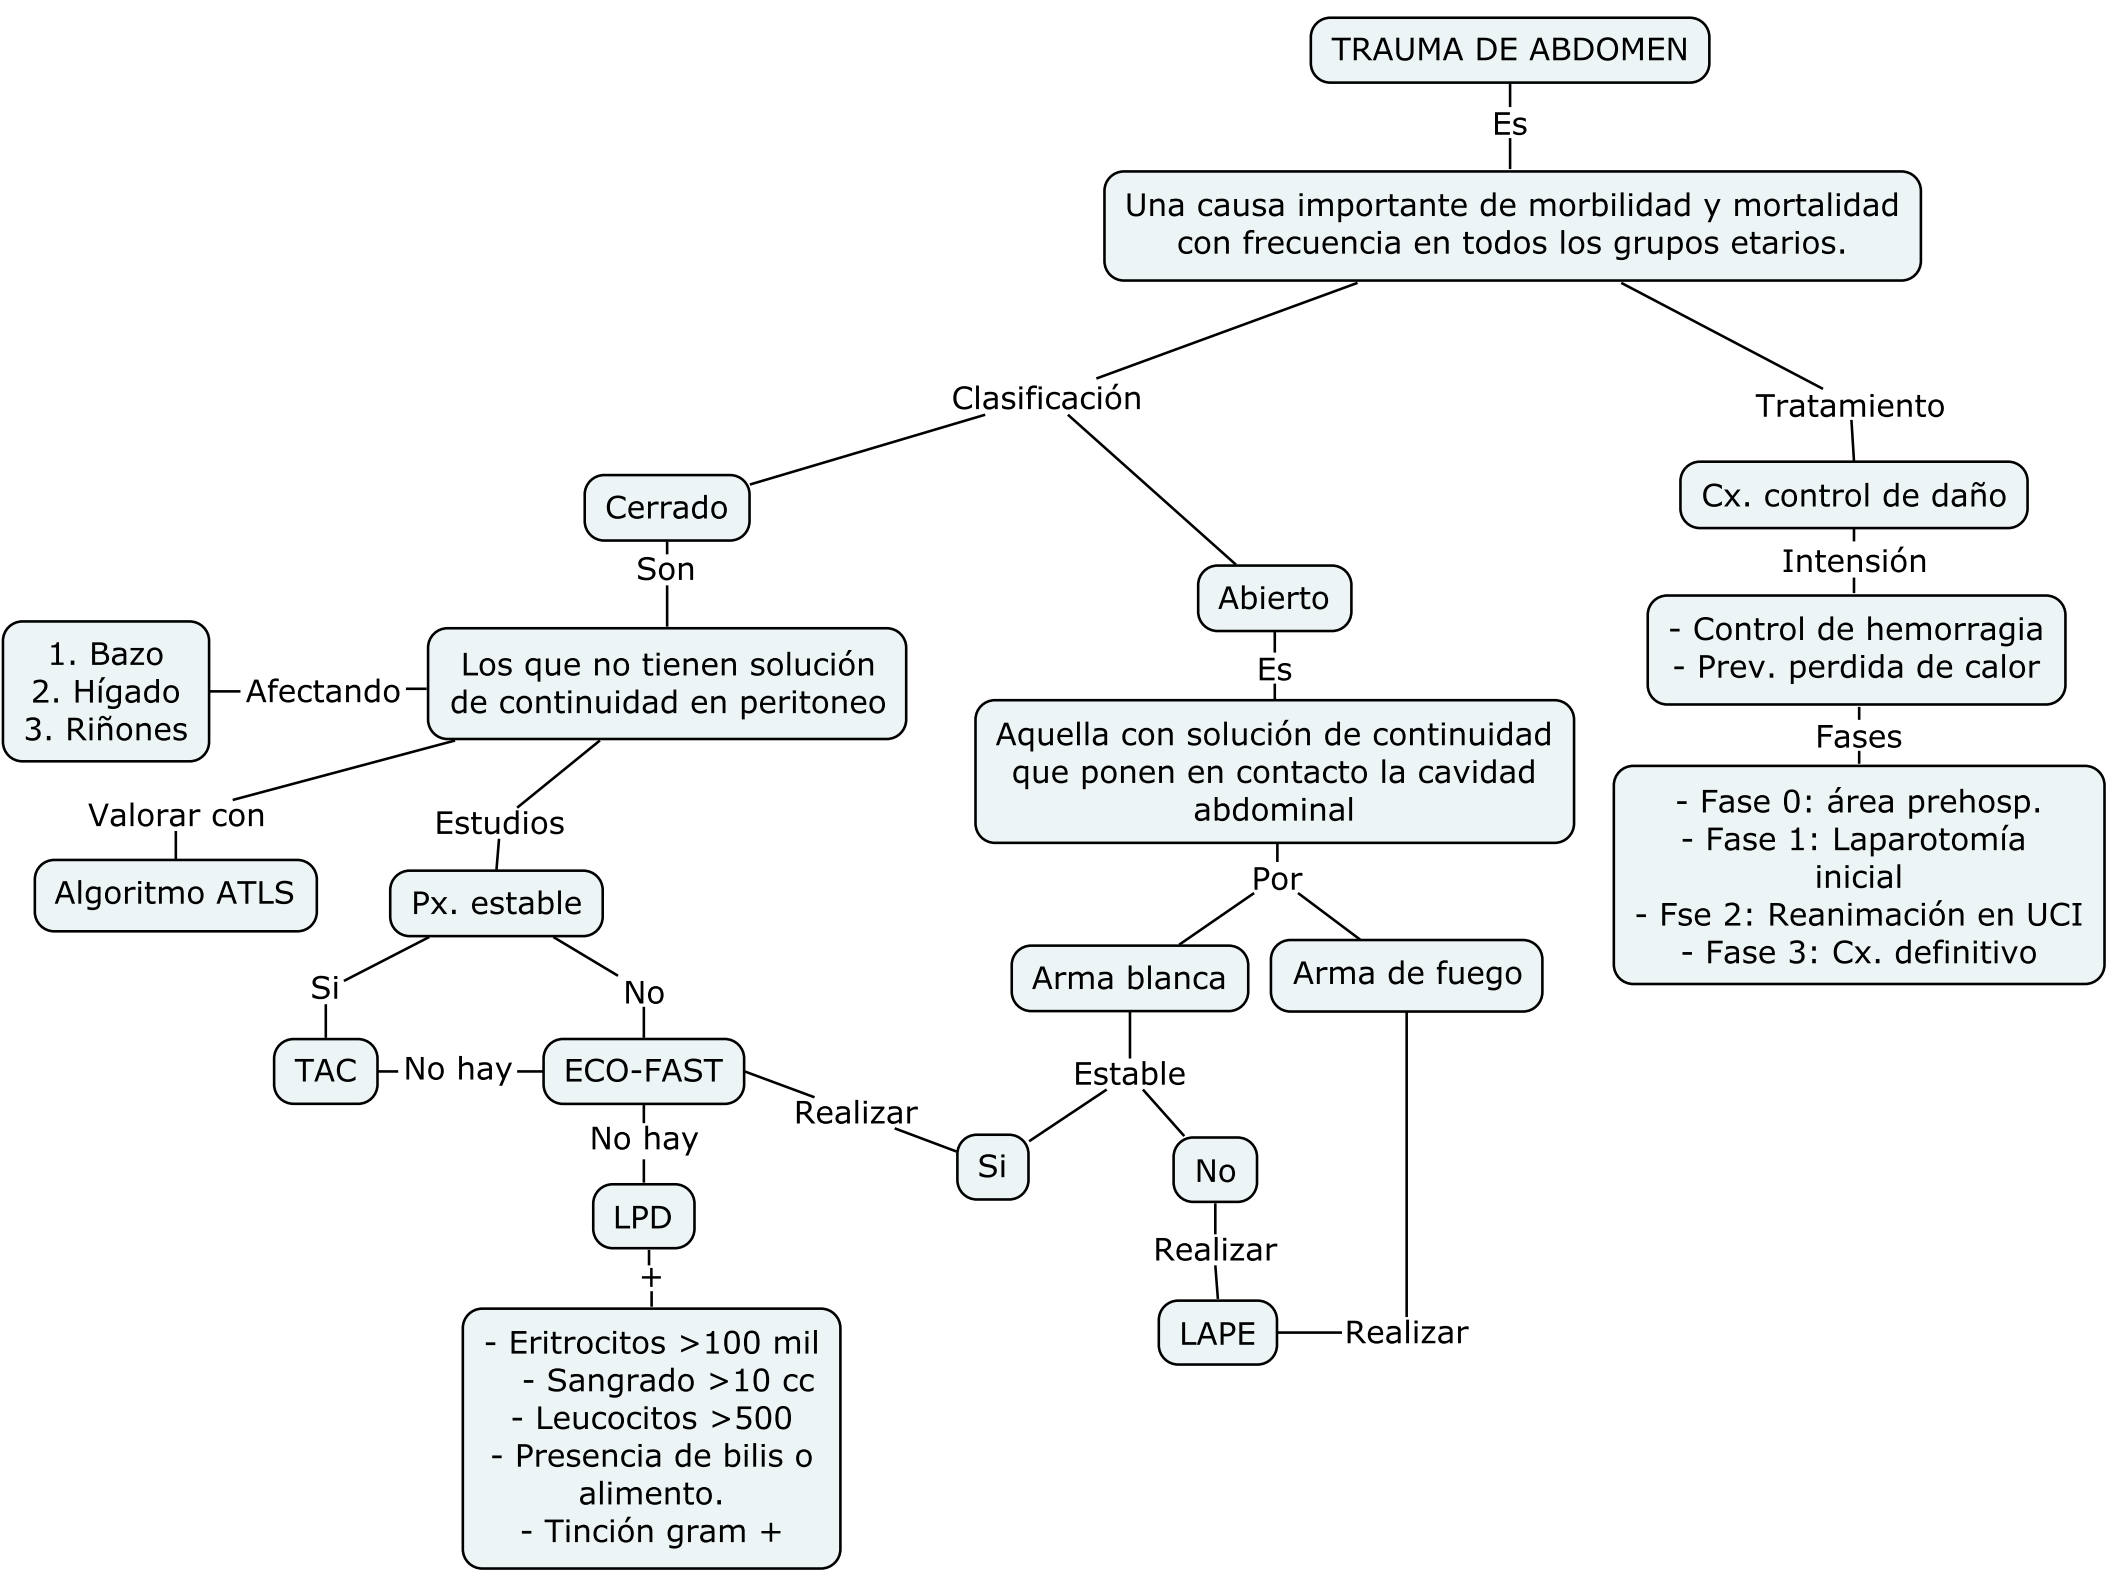 TRAUMA DE ABDOMEN
Es
Una causa importante de morbilidad y mortalidad
con frecuencia en todos los grupos etarios.
Clasificación
Cerrado
Son
Los que no tienen solución
de continuidad en peritoneo
Afectando
1. Bazo
2. Hígado
3. Riñones
Valorar con
Algoritmo ATLS
Estudios
Px. estable
Si
TAC
No hay
No
ECO-FAST
No hay
LPD
+
- Eritrocitos >100 mil
- Sangrado >10 cc
- Leucocitos >500
- Presencia de bilis o
alimento.
- Tinción gram +
Abierto
Es
Aquella con solución de continuidad
que ponen en contacto la cavidad
abdominal
Por
Arma blanca
Estable
Si
Realizar
No
Realizar
LAPE
Arma de fuego
Realizar
Tratamiento
Cx. control de daño
Intensión
- Control de hemorragia
- Prev. perdida de calor
Fases
- Fase 0: área prehosp.
- Fase 1: Laparotomía
inicial
- Fse 2: Reanimación en UCI
- Fase 3: Cx. definitivo